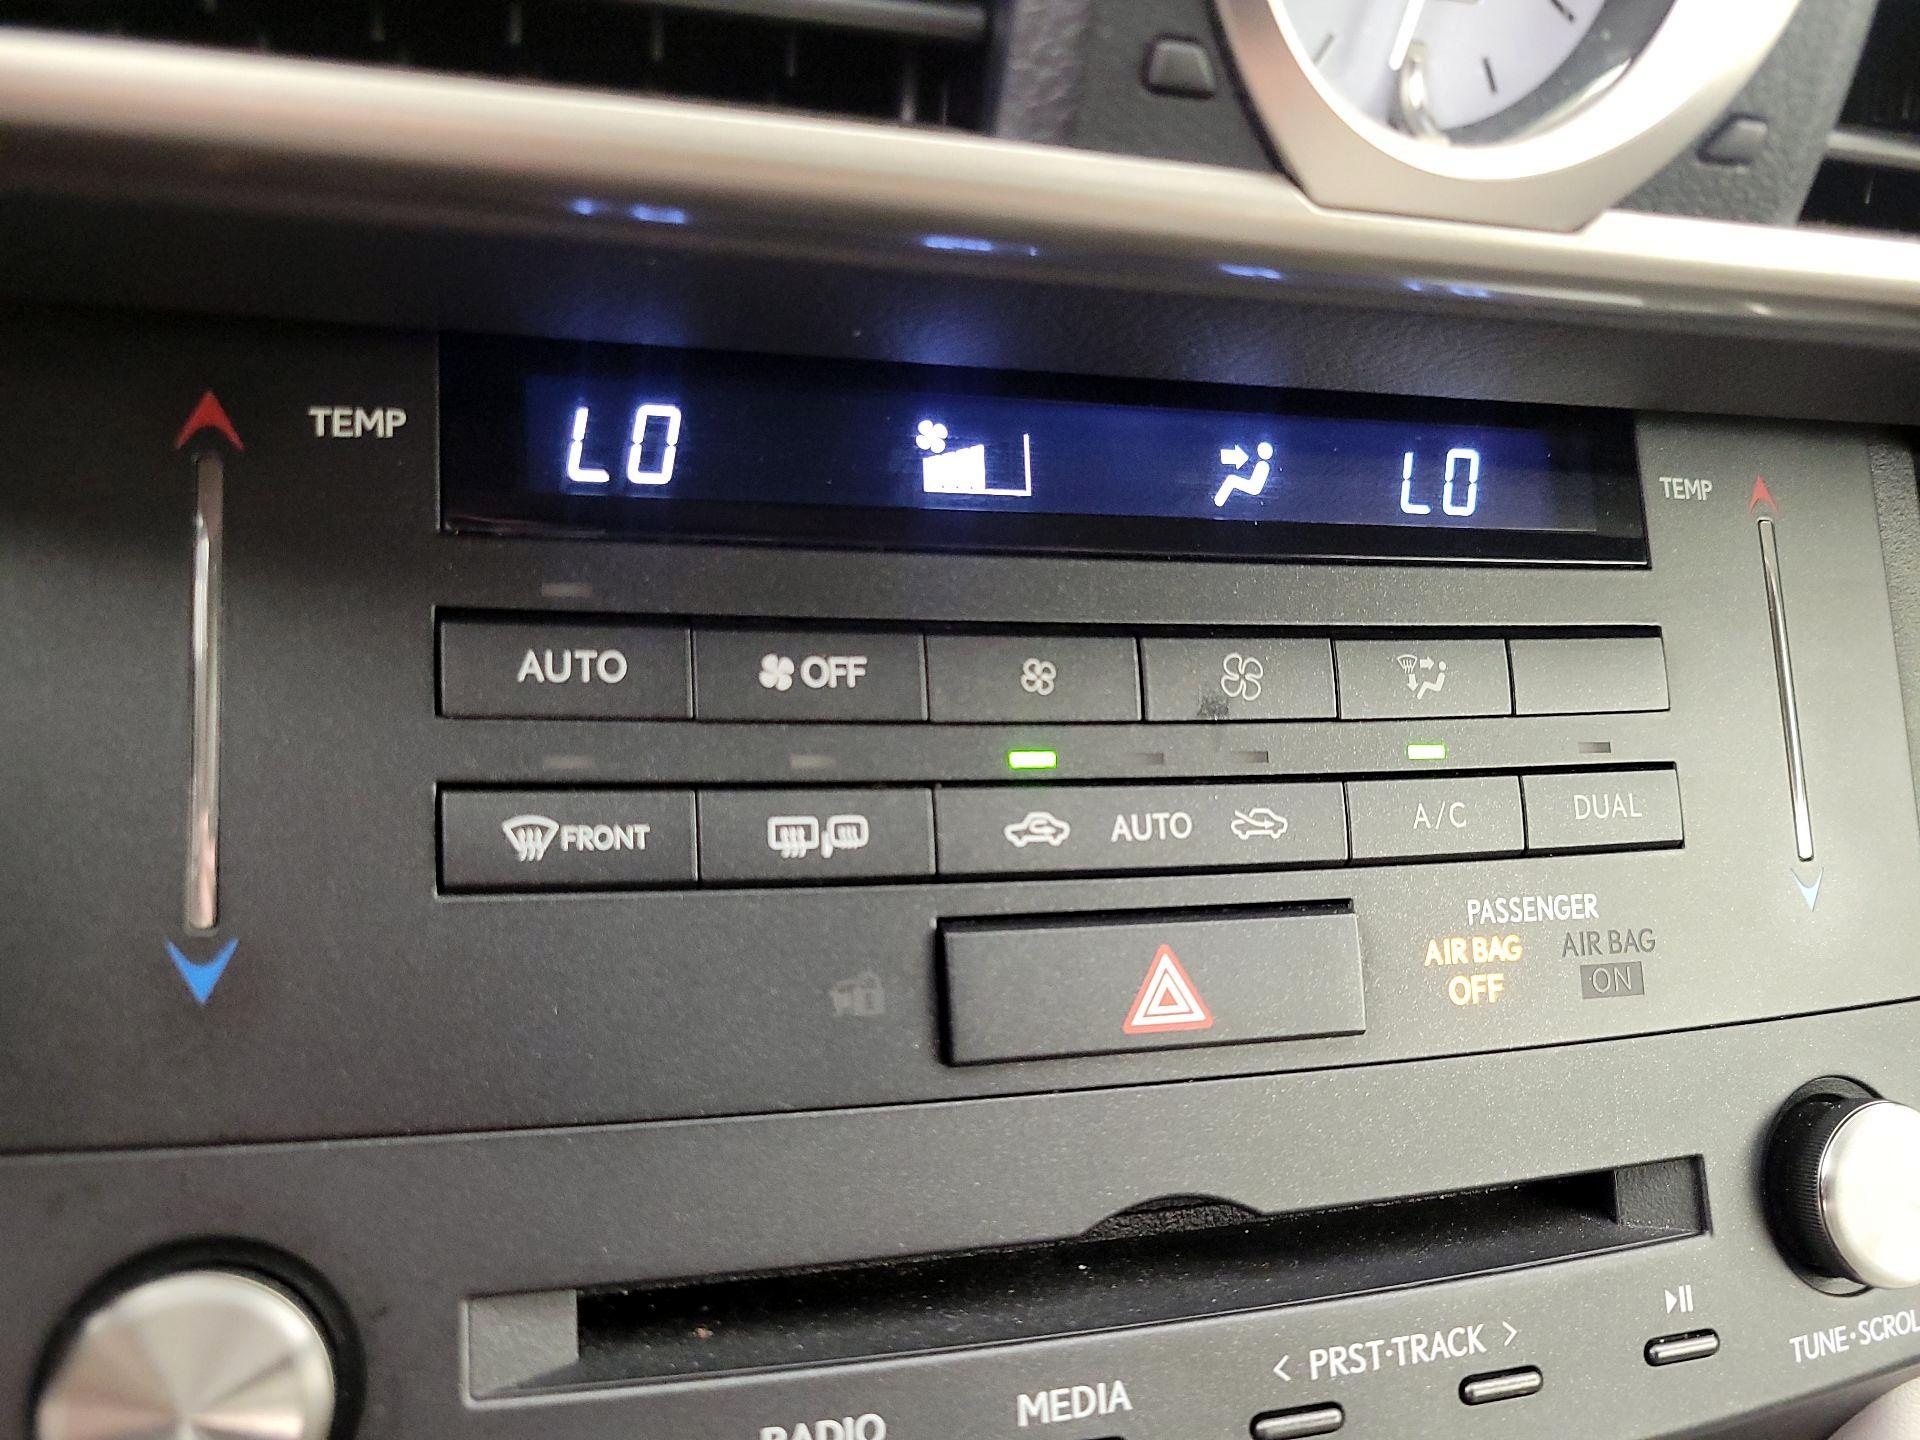 TEMP
LO
LO
TEMP
AUTO
OFF
FRONT
AUTO
A/C
DUAL
PASSENGER
AIR BAG
OFF
AIR BAG
ON
< PRST·TRACK >
MEDIA
RADIO
TUNE·SCROL